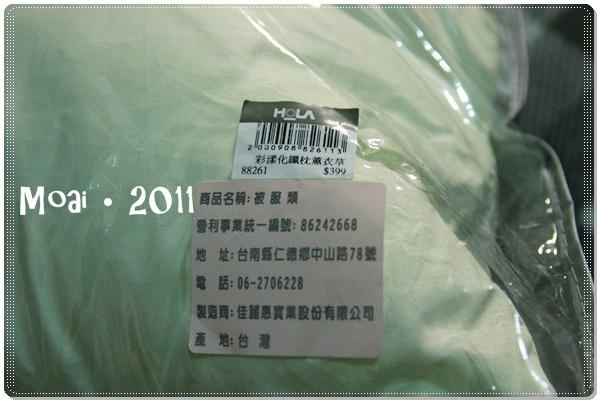 HOLA
2000908826113
彩漾化纖枕薰衣草
88261 $399
Moai • 2011
商品名稱: 被服類
營利事業統一編號: 86242668
地 址: 台南縣仁德鄉中山路78號
電 話: 06-2706228
製造商: 佳麗惠實業股份有限公司
產 地: 台 灣